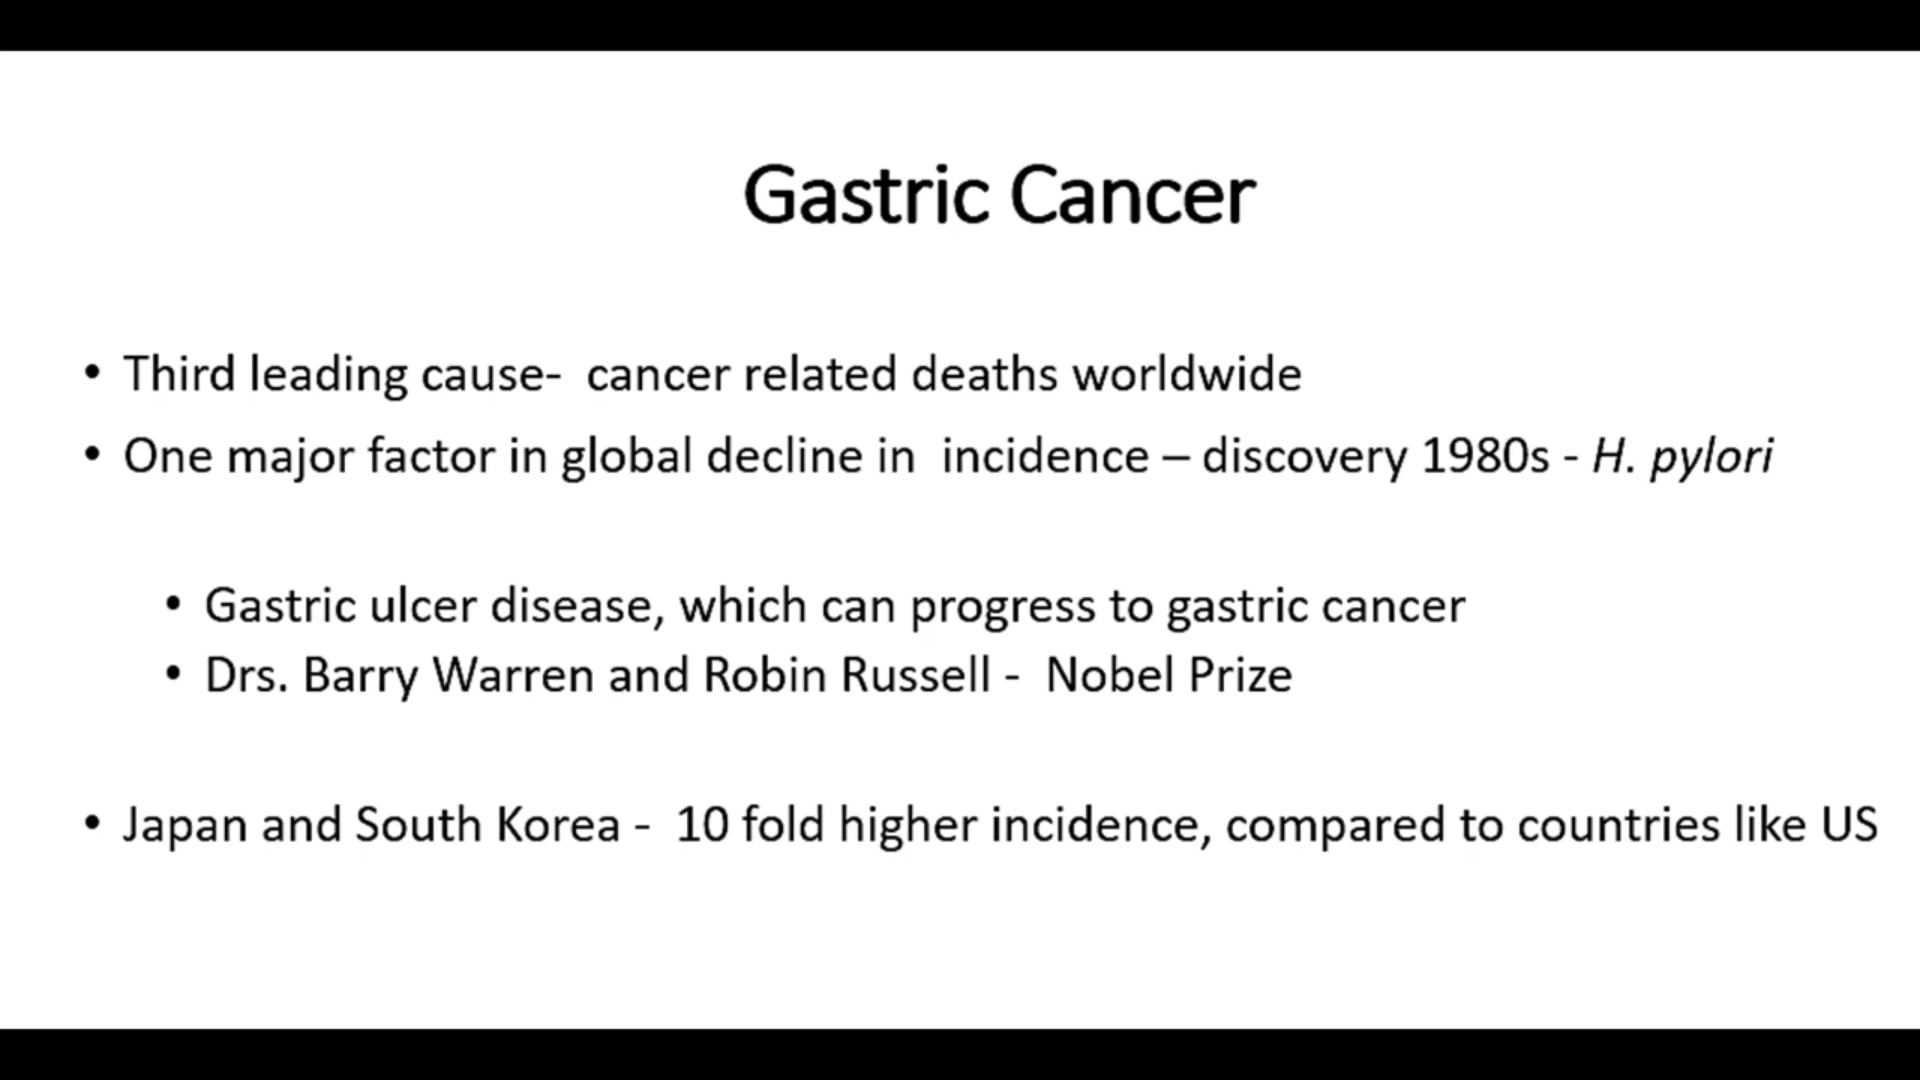 Gastric Cancer
• Third leading cause-  cancer related deaths worldwide
• One major factor in global decline in  incidence – discovery 1980s - H. pylori
• Gastric ulcer disease, which can progress to gastric cancer
• Drs. Barry Warren and Robin Russell -  Nobel Prize
• Japan and South Korea -  10 fold higher incidence, compared to countries like US